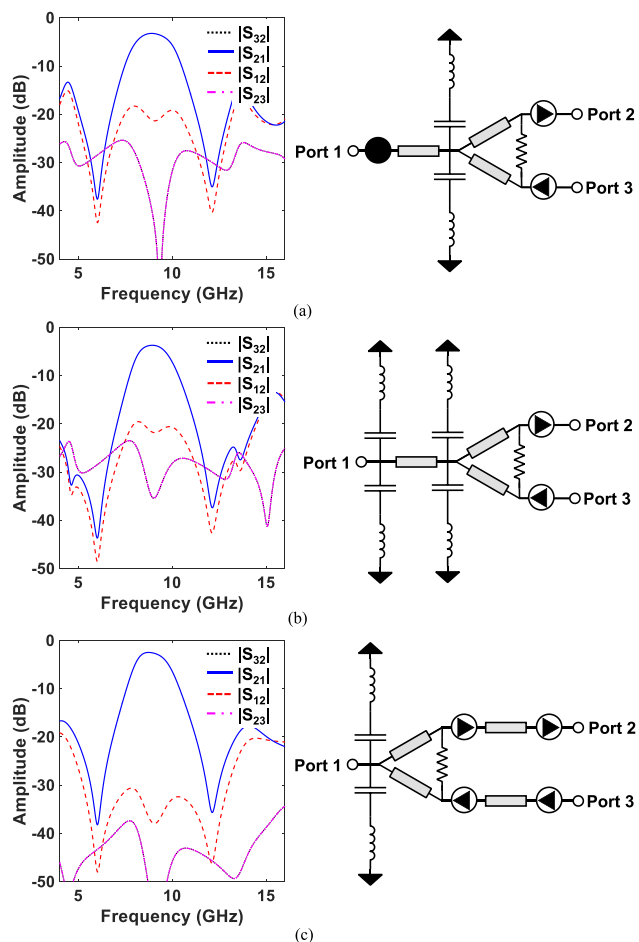 0
-10
-20
-30
-40
-50
5
10
15
Amplitude (dB)
Frequency (GHz)
|S32|
|S21|
|S12|
|S23|
Port 1
Port 2
Port 3
(a)
0
-10
-20
-30
-40
-50
5
10
15
Amplitude (dB)
Frequency (GHz)
|S32|
|S21|
|S12|
|S23|
Port 1
Port 2
Port 3
(b)
0
-10
-20
-30
-40
-50
5
10
15
Amplitude (dB)
Frequency (GHz)
|S32|
|S21|
|S12|
|S23|
Port 1
Port 2
Port 3
(c)